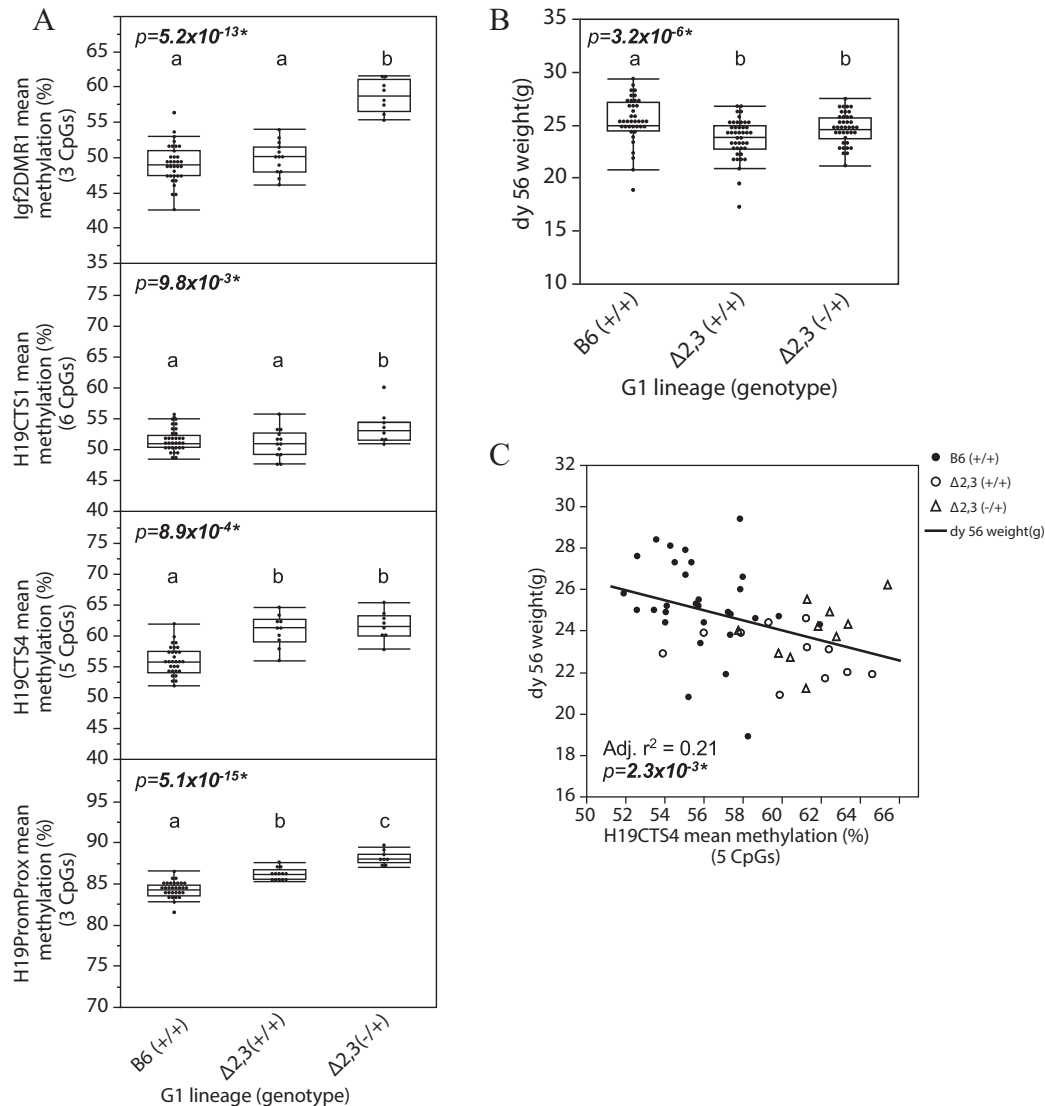 A
p=5.2x10⁻¹³*
a a b
65
60
55
50
45
40
35
Igf2DMR1 mean
methylation (%)
(3 CpGs)
p=9.8x10⁻³*
a a b
75
70
65
60
55
50
45
40
H19CTS1 mean
methylation (%)
(6 CpGs)
p=8.9x10⁻⁴*
a b b
75
70
65
60
55
50
45
40
H19CTS4 mean
methylation (%)
(5 CpGs)
p=5.1x10⁻¹⁵*
a b c
95
90
85
80
75
70
H19PromProx mean
methylation (%)
(3 CpGs)
B6 (+/+)
Δ2,3(+/+)
Δ2,3(-/+)
G1 lineage (genotype)
B
p=3.2x10⁻⁶*
a b b
35
30
25
20
15
10
dy 56 weight(g)
B6 (+/+)
Δ2,3 (+/+)
Δ2,3 (-/+)
G1 lineage (genotype)
C
B6 (+/+)
Δ2,3 (+/+)
Δ2,3 (-/+)
dy 56 weight(g)
32
28
26
24
22
20
18
16
dy 56 weight(g)
Adj. r² = 0.21
p=2.3x10⁻³*
50 52 54 56 58 60 62 64 66
H19CTS4 mean methylation (%)
(5 CpGs)